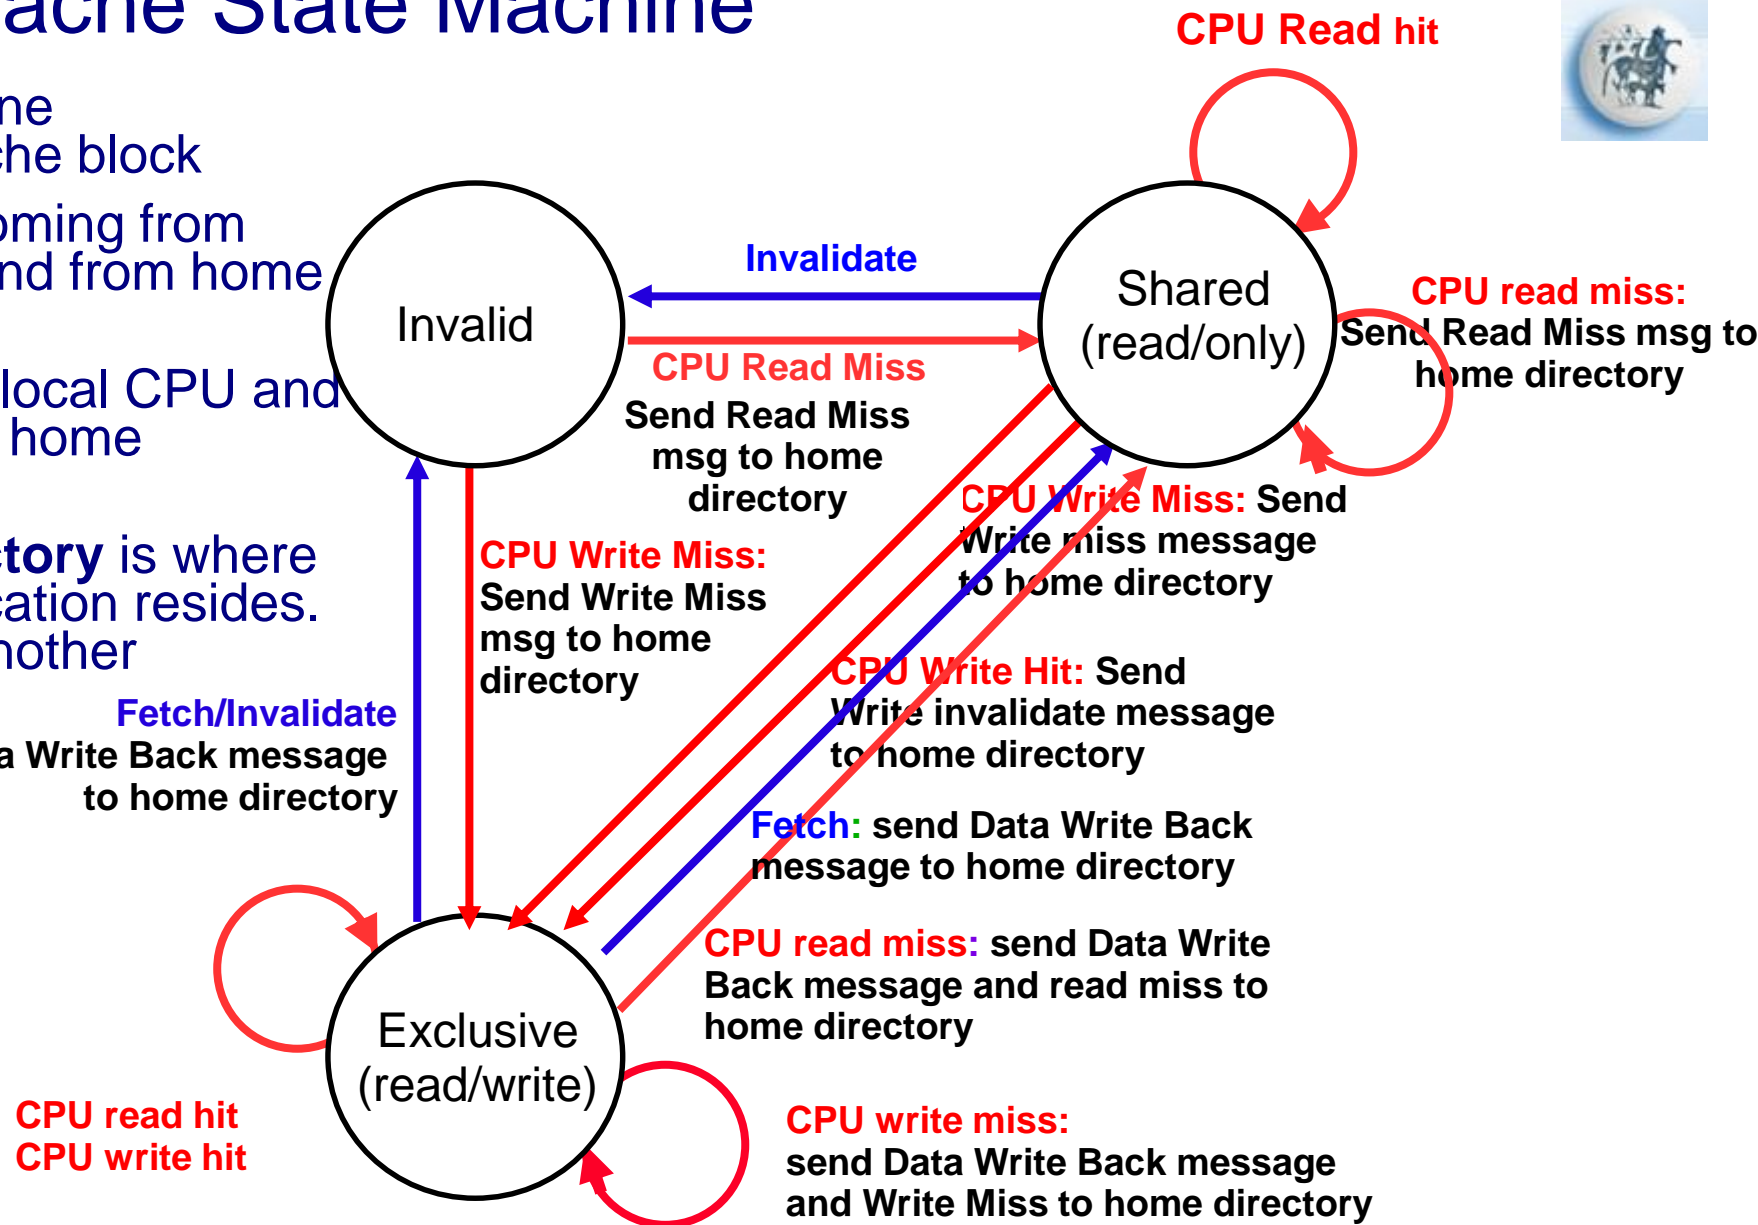 ache State Machine
ne
che block
oming from
nd from home
local CPU and
home
ctory is where
cation resides.
nother
CPU Read hit
Invalidate
Invalid
Shared
(read/only)
CPU read miss:
Send Read Miss msg to
home directory
CPU Read Miss
Send Read Miss
msg to home
directory
CPU Write Miss: Send
Write miss message
to home directory
CPU Write Miss:
Send Write Miss
msg to home
directory
CPU Write Hit: Send
Write invalidate message
to home directory
Fetch/Invalidate
a Write Back message
to home directory
Fetch: send Data Write Back
message to home directory
CPU read miss: send Data Write
Back message and read miss to
home directory
Exclusive
(read/write)
CPU read hit
CPU write hit
CPU write miss:
send Data Write Back message
and Write Miss to home directory